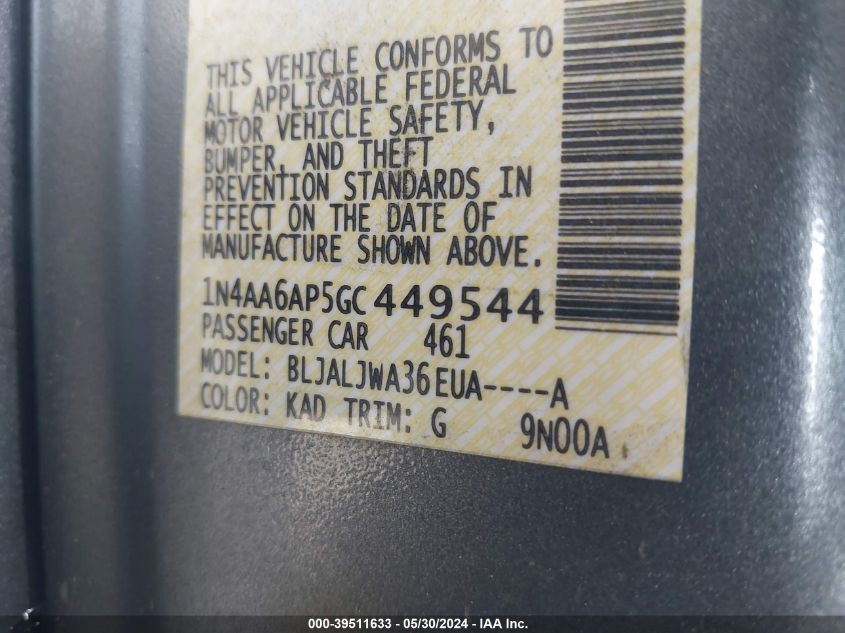 THIS VEHICLE CONFORMS TO
ALL APPLICABLE FEDERAL
MOTOR VEHICLE SAFETY,
BUMPER, AND THEFT
PREVENTION STANDARDS IN
EFFECT ON THE DATE OF
MANUFACTURE SHOWN ABOVE.
1N4AA6AP5GC449544
PASSENGER CAR 461
MODEL: BLJALJWA36EUA----A
COLOR: KAD TRIM: G 9N00A
000-39511633 - 05/30/2024 - IAA Inc.